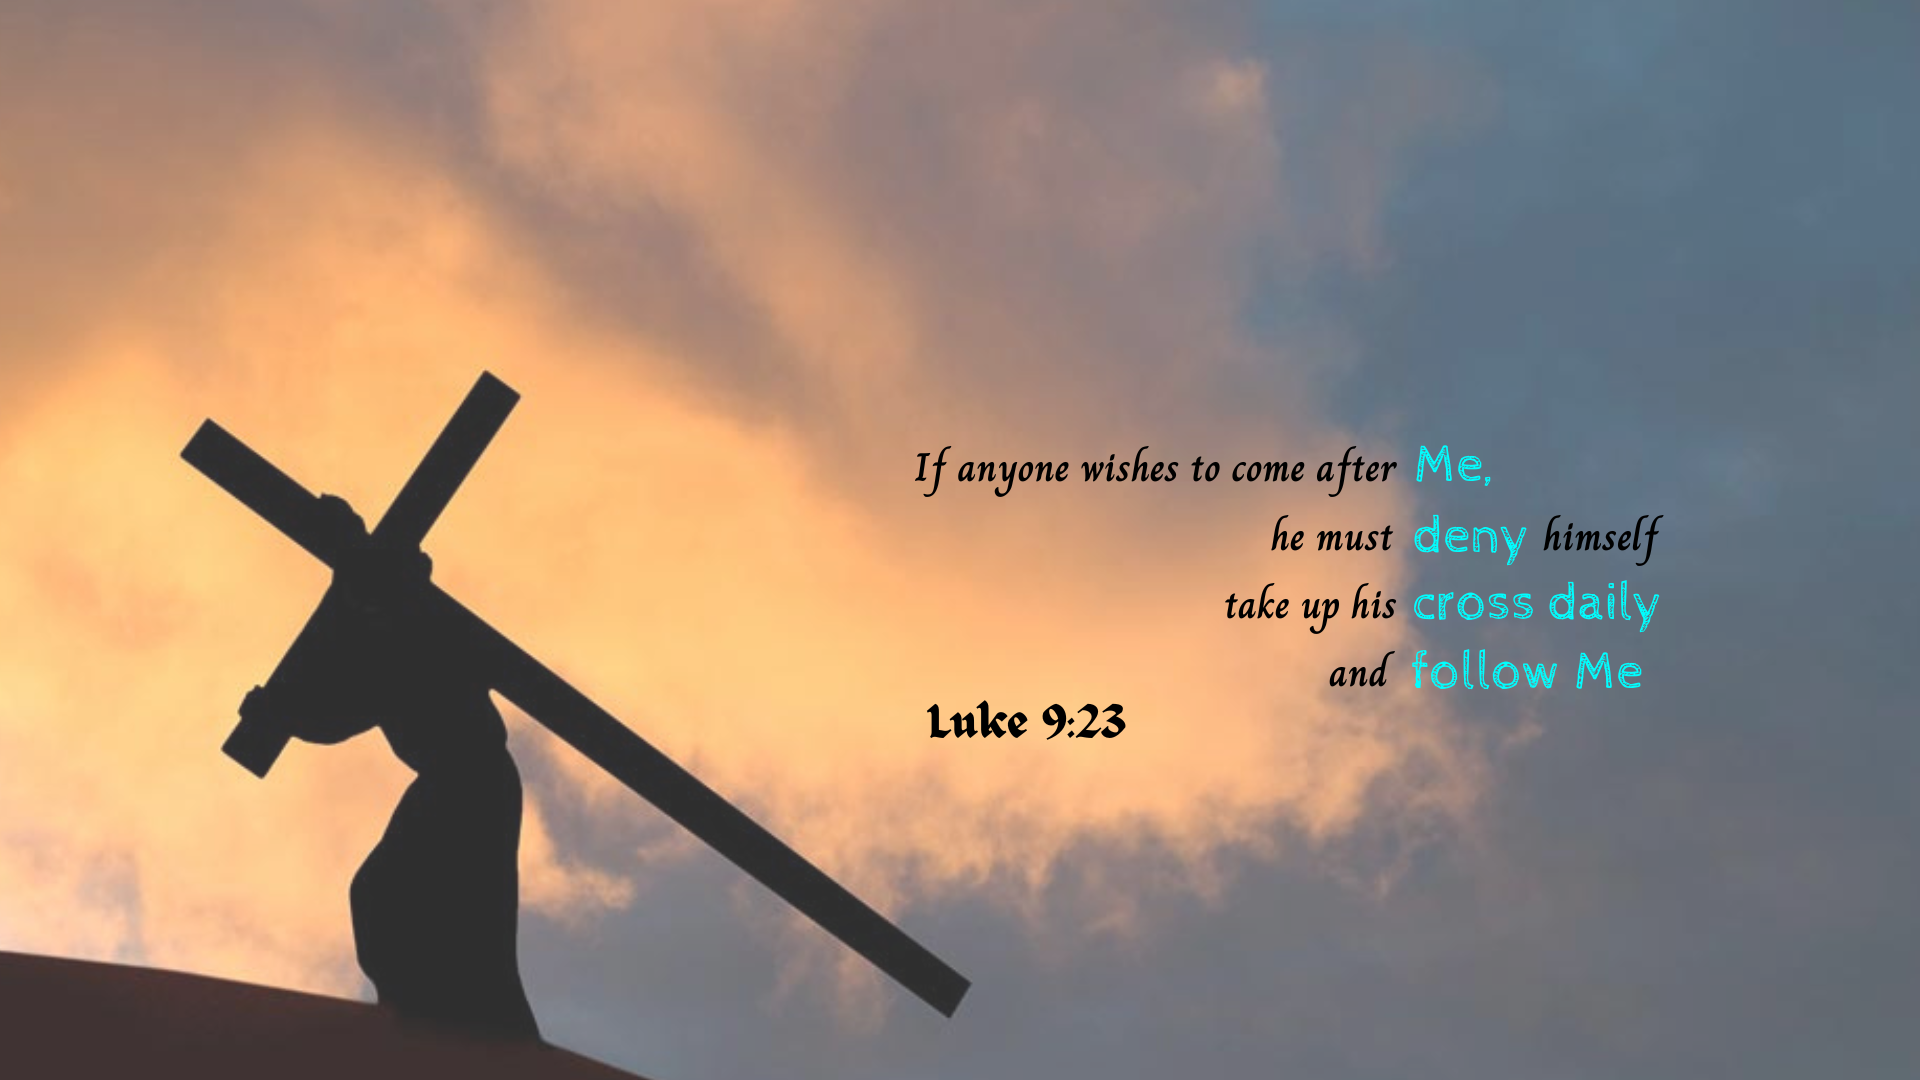 If anyone wishes to come after Me,
he must deny himself
take up his cross daily
and follow Me
Luke 9:23